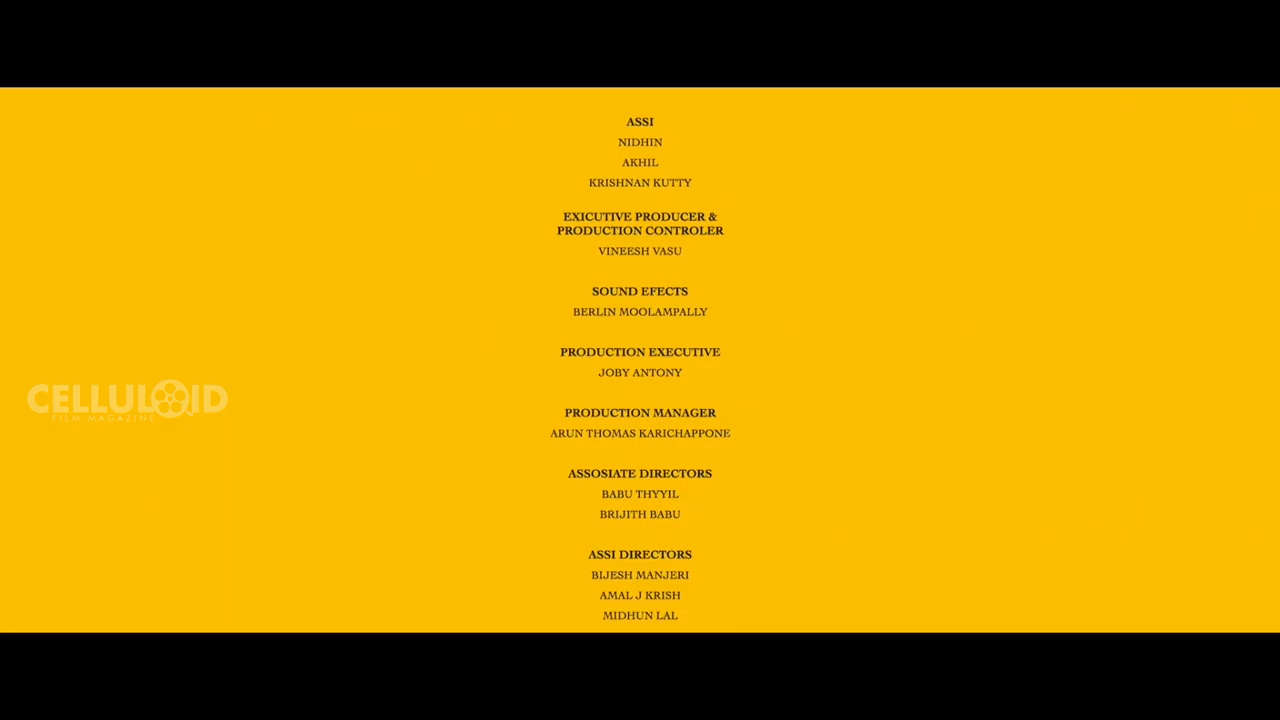 ASSI
NIDHIN
AKHIL
KRISHNAN KUTTY
EXICUTIVE PRODUCER &
PRODUCTION CONTROLER
VINEESH VASU
SOUND EFECTS
BERLIN MOOLAMPALLY
PRODUCTION EXECUTIVE
JOBY ANTONY
CELLULOID
FILM MAGAZINE
PRODUCTION MANAGER
ARUN THOMAS KARICHAPPONE
ASSOSIATE DIRECTORS
BABU THYYIL
BRIJITH BABU
ASSI DIRECTORS
BIJESH MANJERI
AMAL J KRISH
MIDHUN LAL